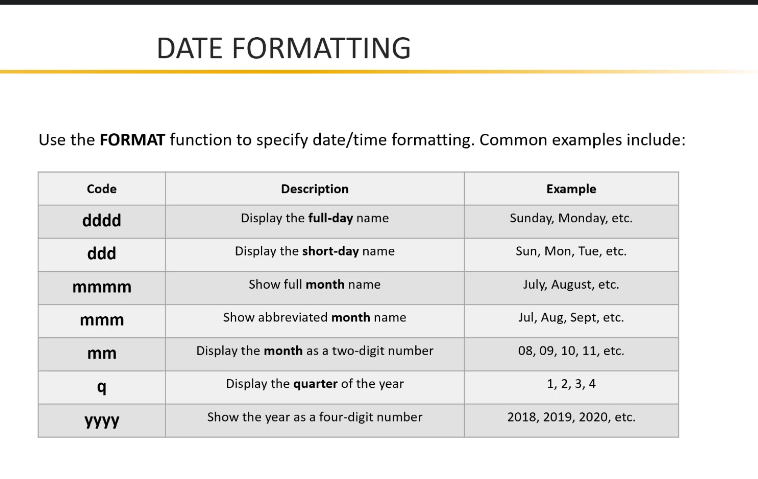 DATE FORMATTING
Use the FORMAT function to specify date/time formatting. Common examples include:
Code Description Example
dddd Display the full-day name Sunday, Monday, etc.
ddd Display the short-day name Sun, Mon, Tue, etc.
mmmm Show full month name July, August, etc.
mmm Show abbreviated month name Jul, Aug, Sept, etc.
mm Display the month as a two-digit number 08, 09, 10, 11, etc.
q Display the quarter of the year 1, 2, 3, 4
yyyy Show the year as a four-digit number 2018, 2019, 2020, etc.